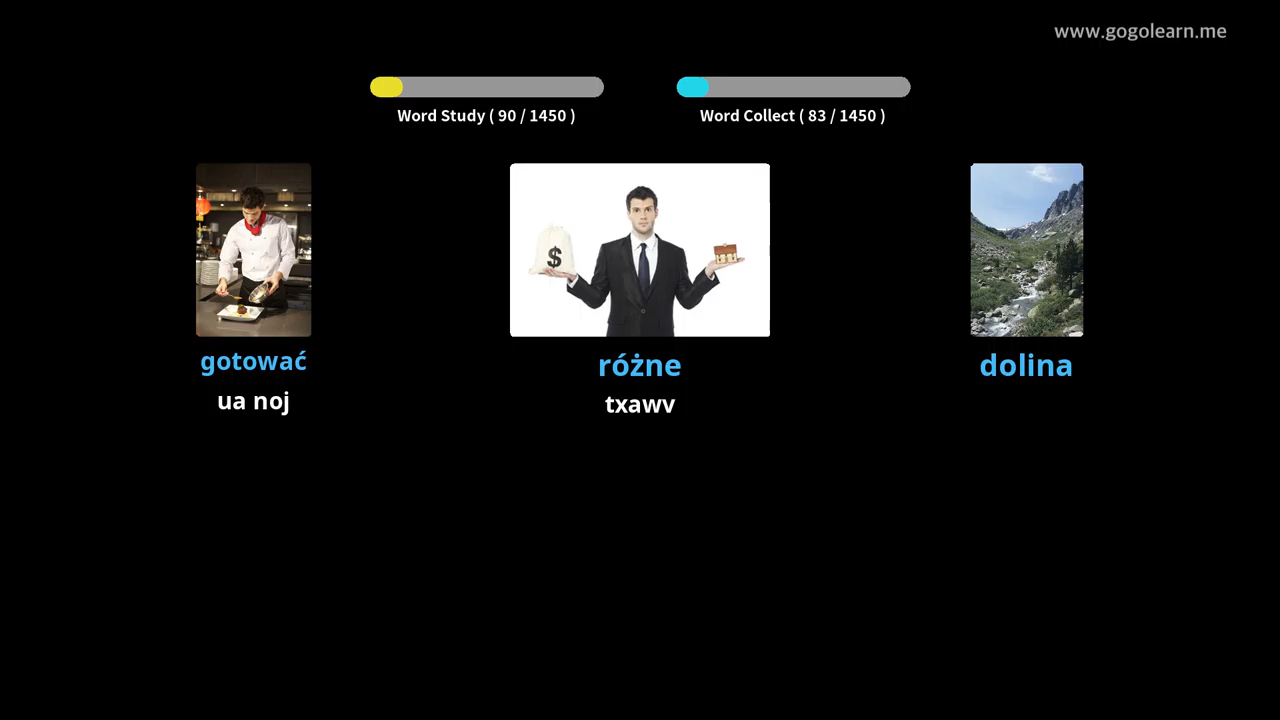 www.gogolearn.me
Word Study ( 90 / 1450 )
Word Collect ( 83 / 1450 )
$
gotować
różne
dolina
ua noj
txawv